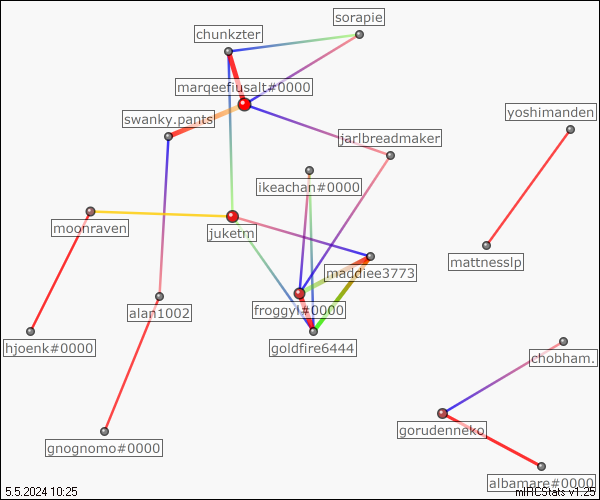 sorapie
chunkzter
marqeefiusalt#0000
yoshimanden
swanky.pants
jarlbreadmaker
ikeachan#0000
moonraven
juketm
mattnesslp
maddiee3773
alan1002
froggyl#0000
hjoenk#0000
goldfire6444
chobham.
gorudenneko
gnognomo#0000
albamare#0000
5.5.2024 10:25
mIRCStats v1.25